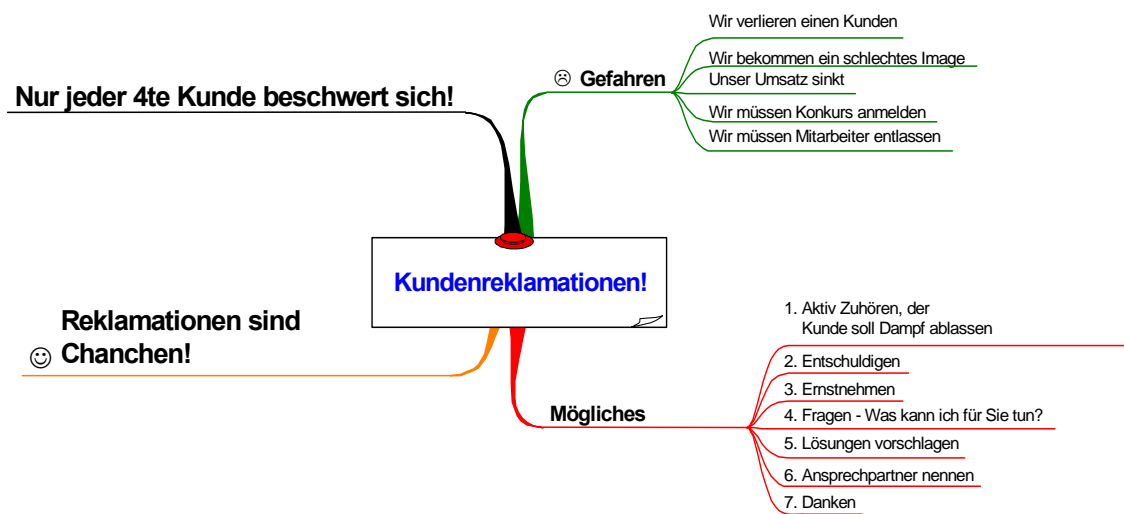 Nur jeder 4te Kunde beschwert sich!
☹ Gefahren
Wir verlieren einen Kunden
Wir bekommen ein schlechtes Image
Unser Umsatz sinkt
Wir müssen Konkurs anmelden
Wir müssen Mitarbeiter entlassen
Kundenreklamationen!
Reklamationen sind
☺ Chanchen!
Mögliches
1. Aktiv Zuhören, der
Kunde soll Dampf ablassen
2. Entschuldigen
3. Ernstnehmen
4. Fragen - Was kann ich für Sie tun?
5. Lösungen vorschlagen
6. Ansprechpartner nennen
7. Danken